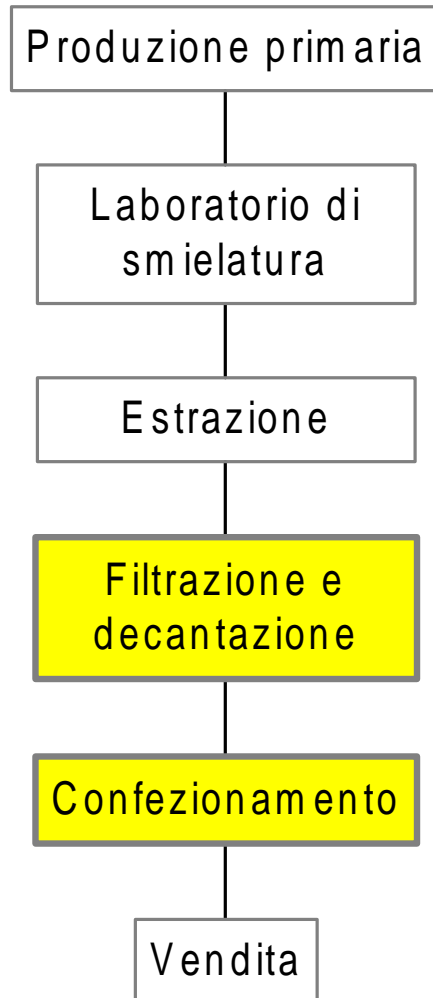 Produzione primaria
Laboratorio di
smielatura
Estrazione
Filtrazione e
decantazione
Confezionamento
Vendita